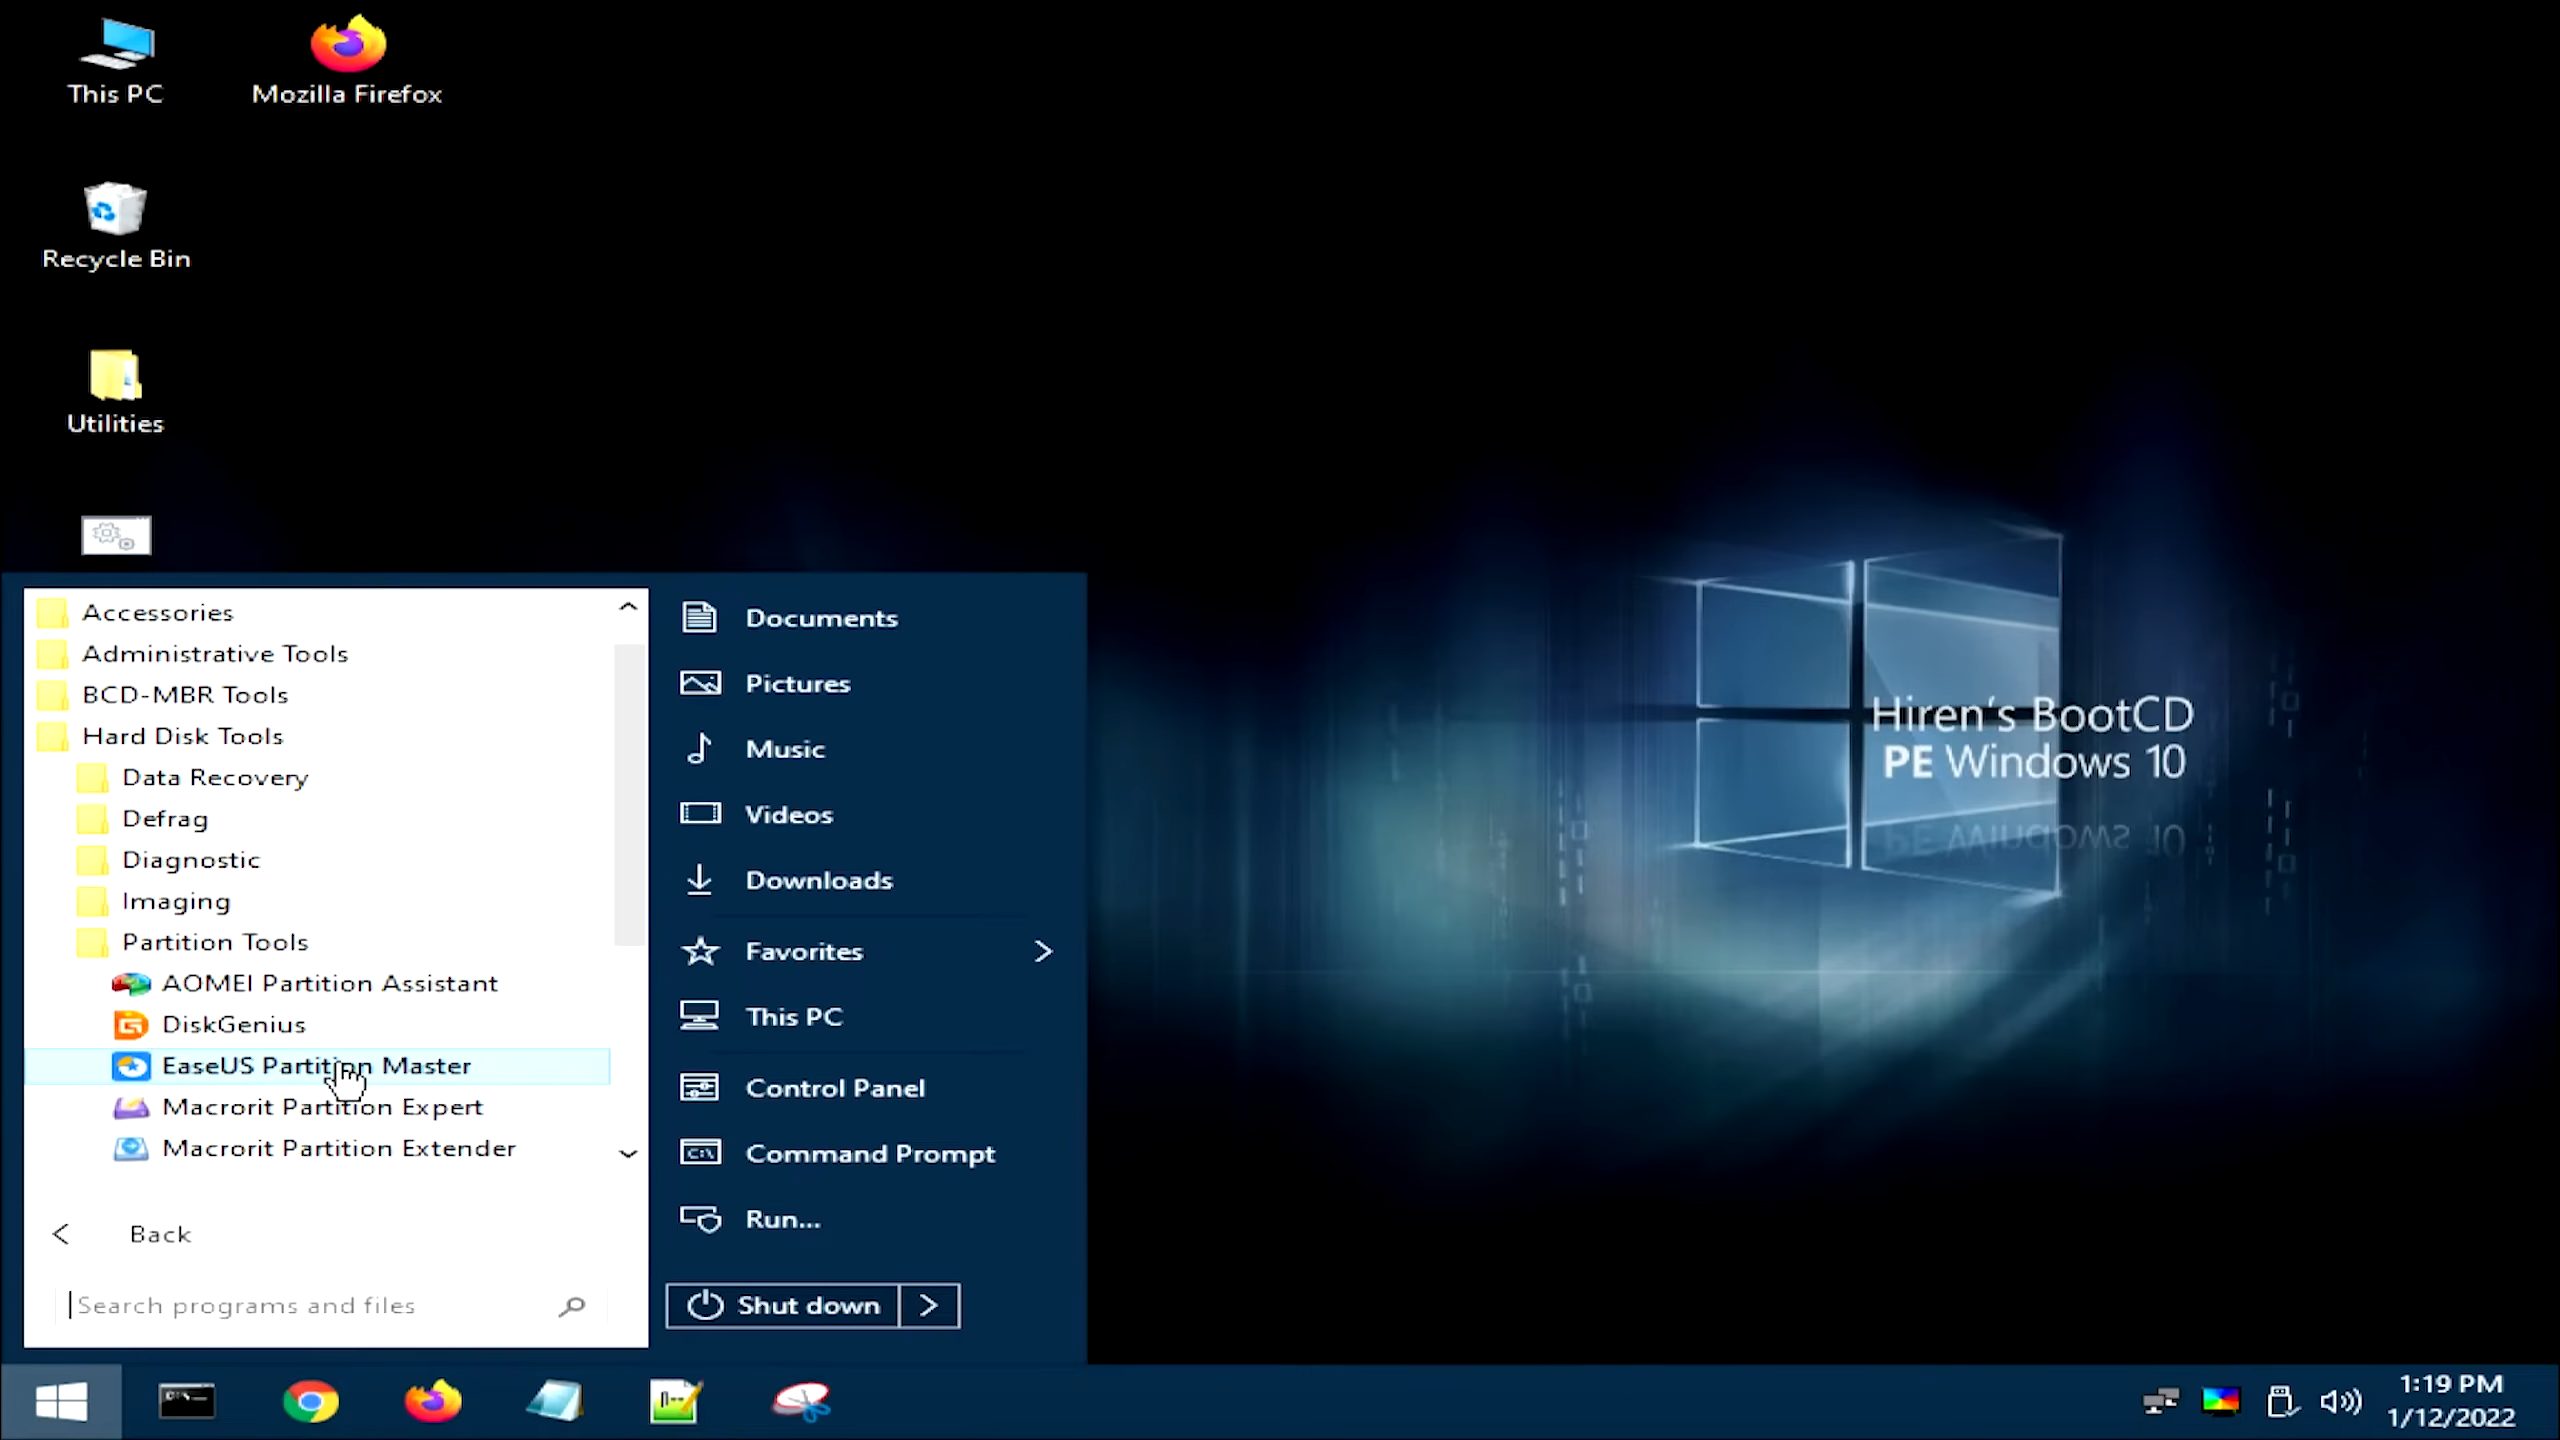 This PC
Mozilla Firefox
Recycle Bin
Utilities
Accessories
Administrative Tools
BCD-MBR Tools
Hard Disk Tools
Data Recovery
Defrag
Diagnostic
Imaging
Partition Tools
AOMEI Partition Assistant
DiskGenius
EaseUS Partition Master
Macrorit Partition Expert
Macrorit Partition Extender
Back
Search programs and files
Documents
Pictures
Music
Videos
Downloads
Favorites
This PC
Control Panel
Command Prompt
Run...
Shut down
Hiren's BootCD
PE Windows 10
1:19 PM
1/12/2022